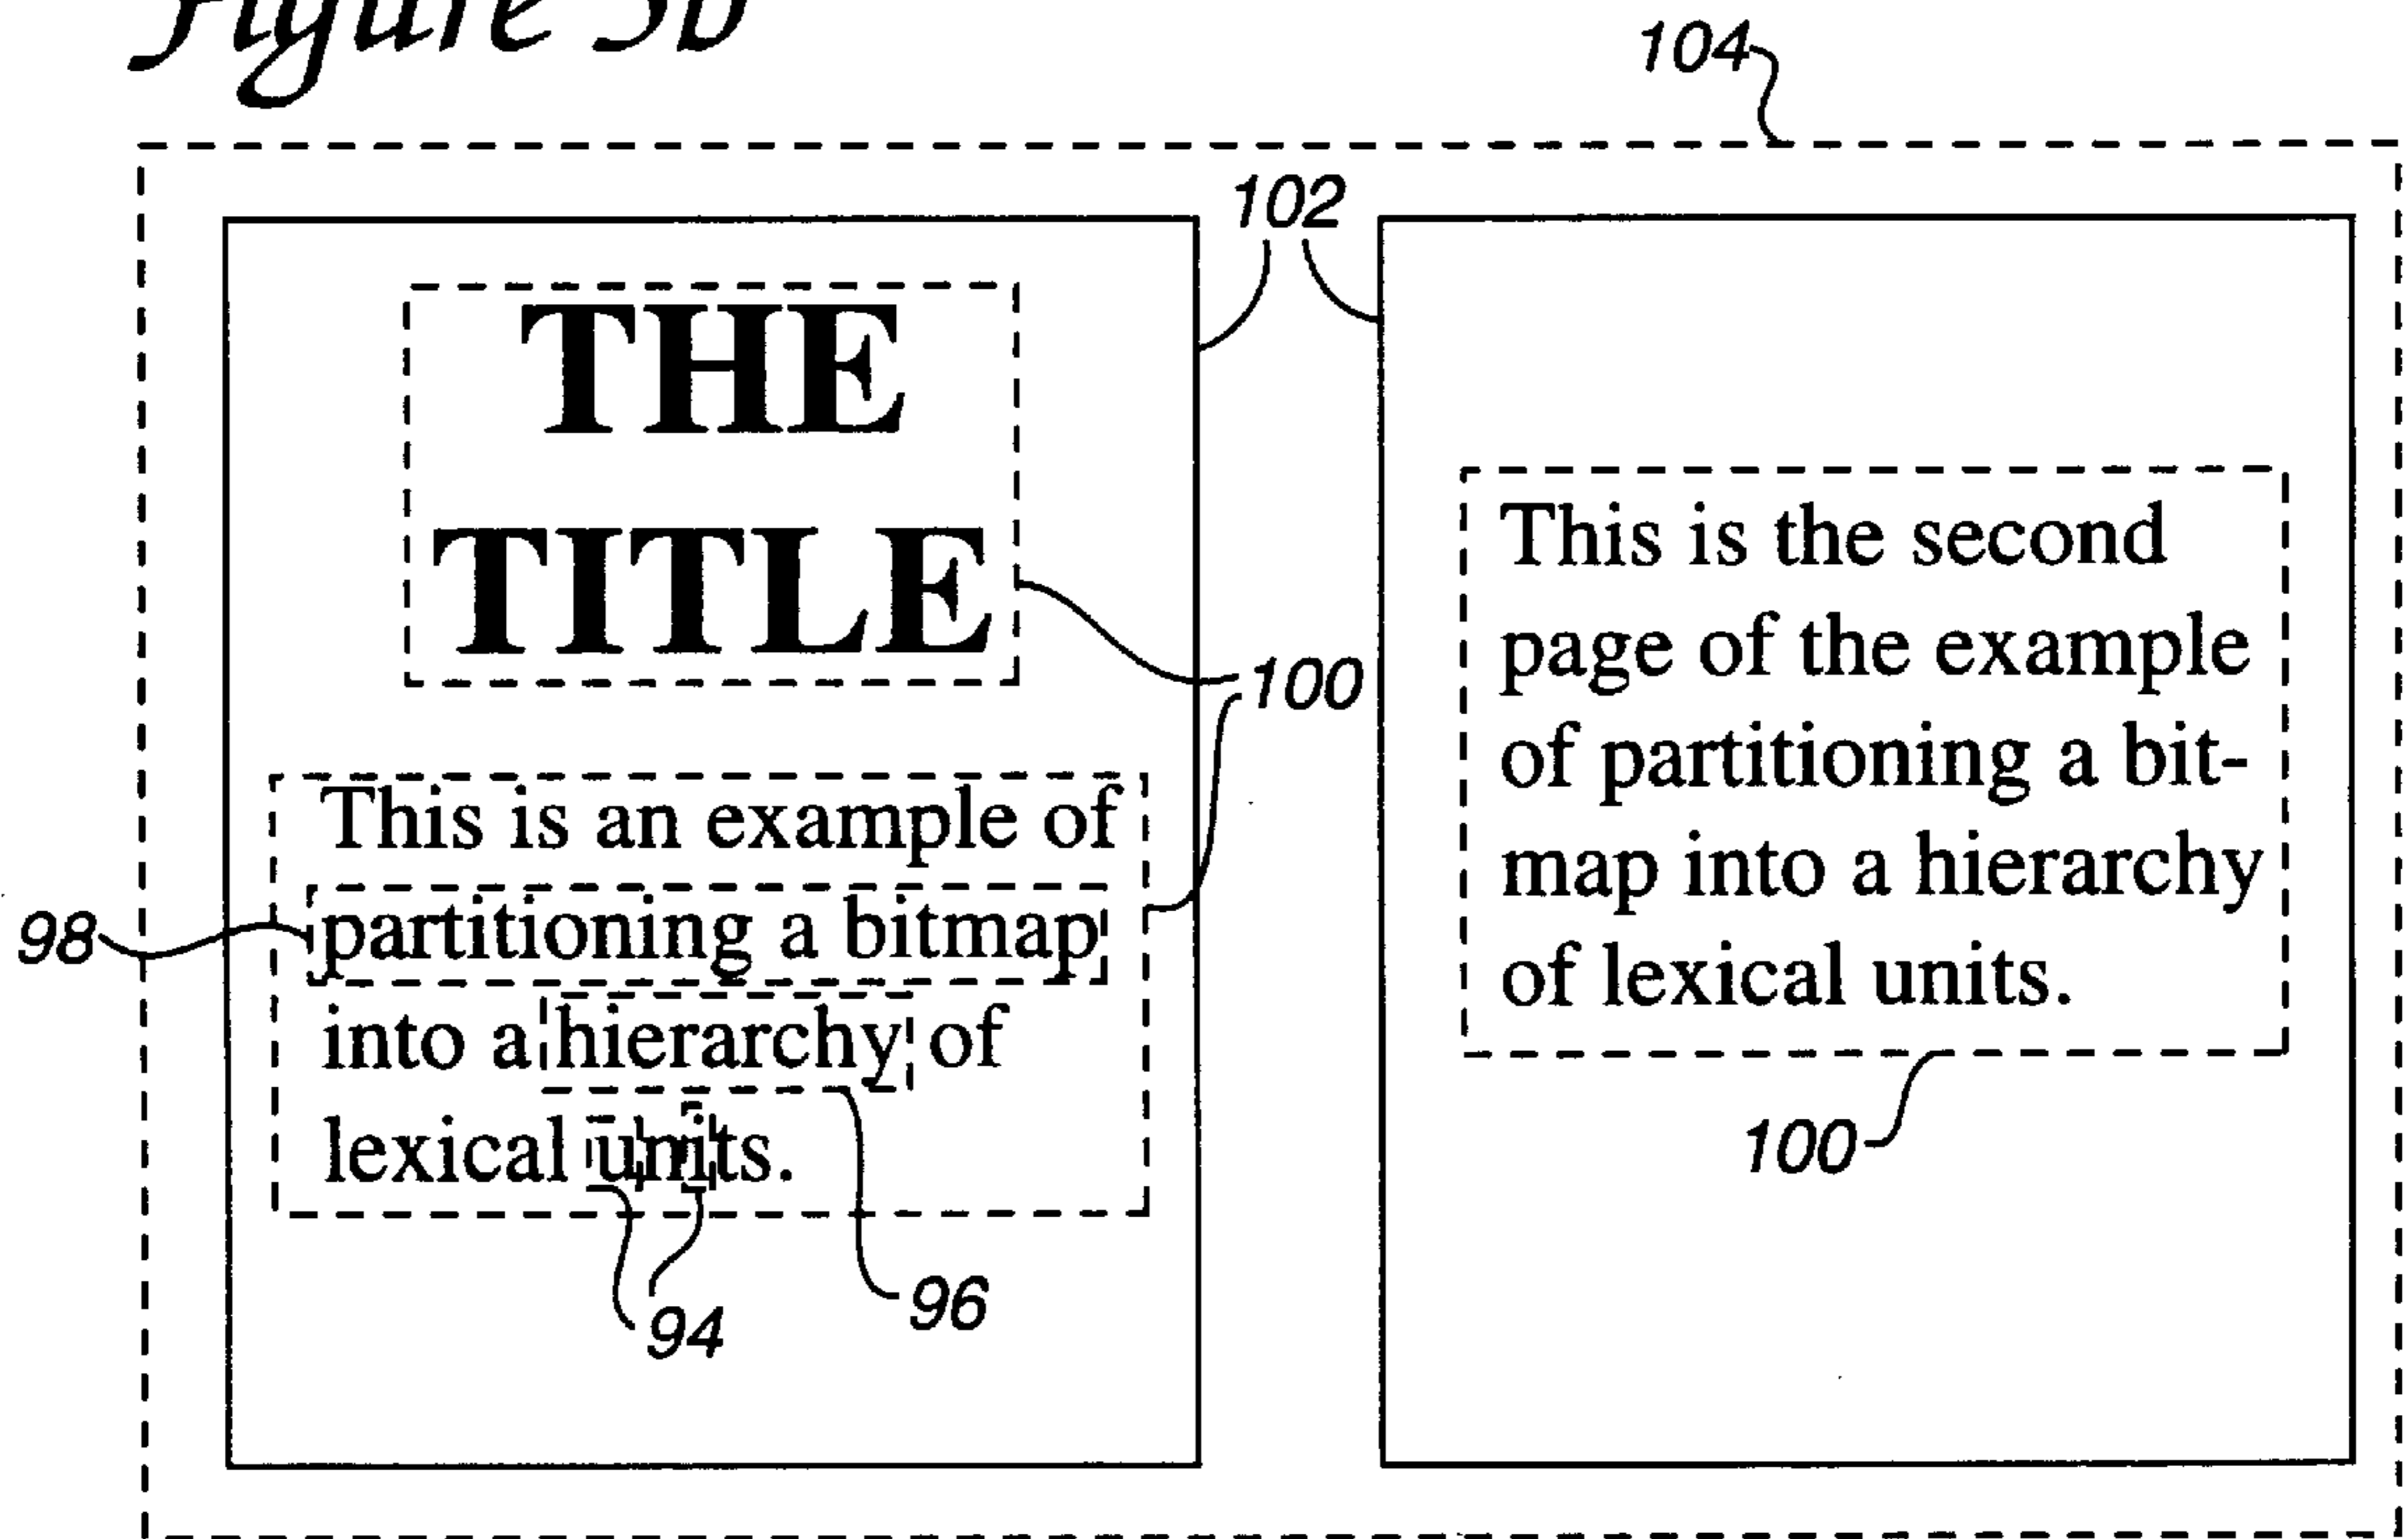 Figure
104
102
THE
TITLE
100
This is an example of
partitioning a bitmap
98
into a hierarchy of
lexical units.
96
94
This is the second
page of the example
of partitioning a bit-
map into a hierarchy
of lexical units.
100